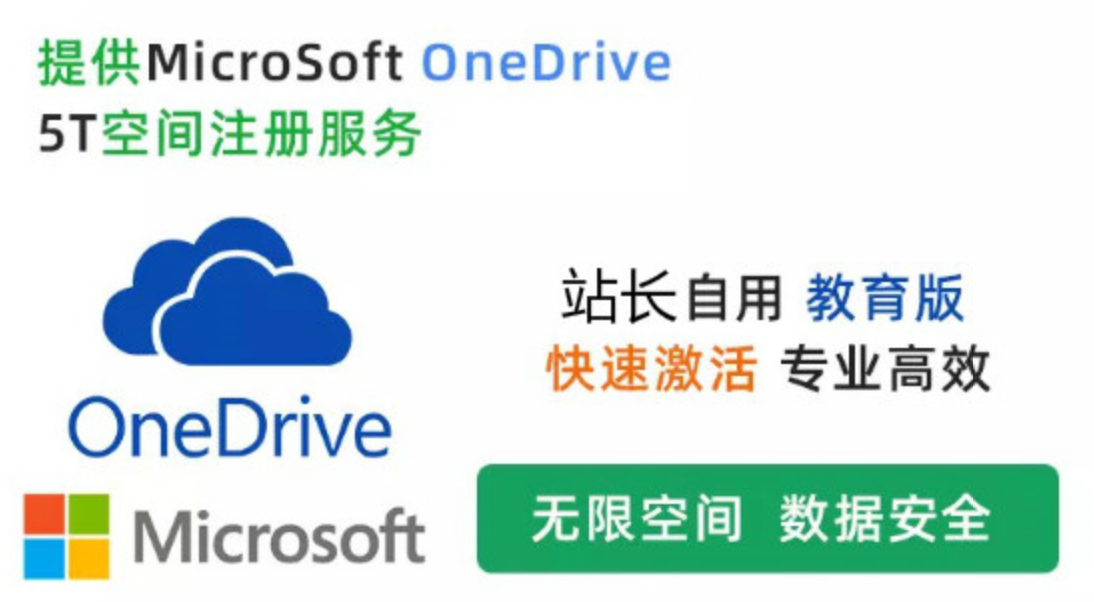 提供MicroSoft OneDrive
5T空间注册服务
站长自用 教育版
快速激活 专业高效
OneDrive
Microsoft
无限空间 数据安全